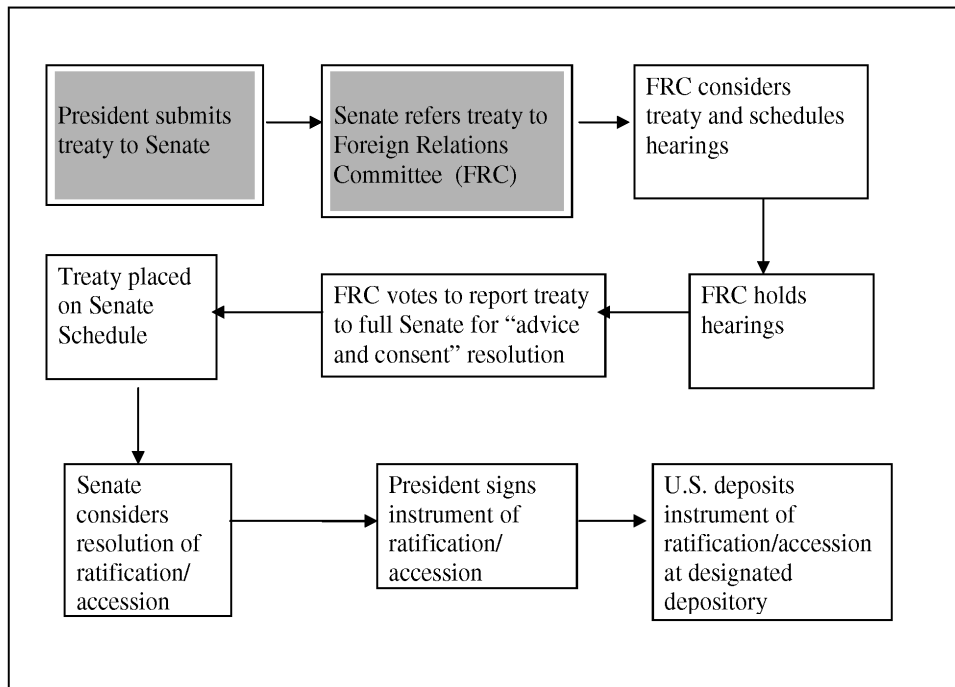 President submits
treaty to Senate
Senate refers treaty to
Foreign Relations
Committee (FRC)
FRC considers
treaty and schedules
hearings
FRC holds
hearings
FRC votes to report treaty
to full Senate for “advice
and consent” resolution
Treaty placed
on Senate
Schedule
Senate
considers
resolution of
ratification/
accession
President signs
instrument of
ratification/
accession
U.S. deposits
instrument of
ratification/accession
at designated
depository